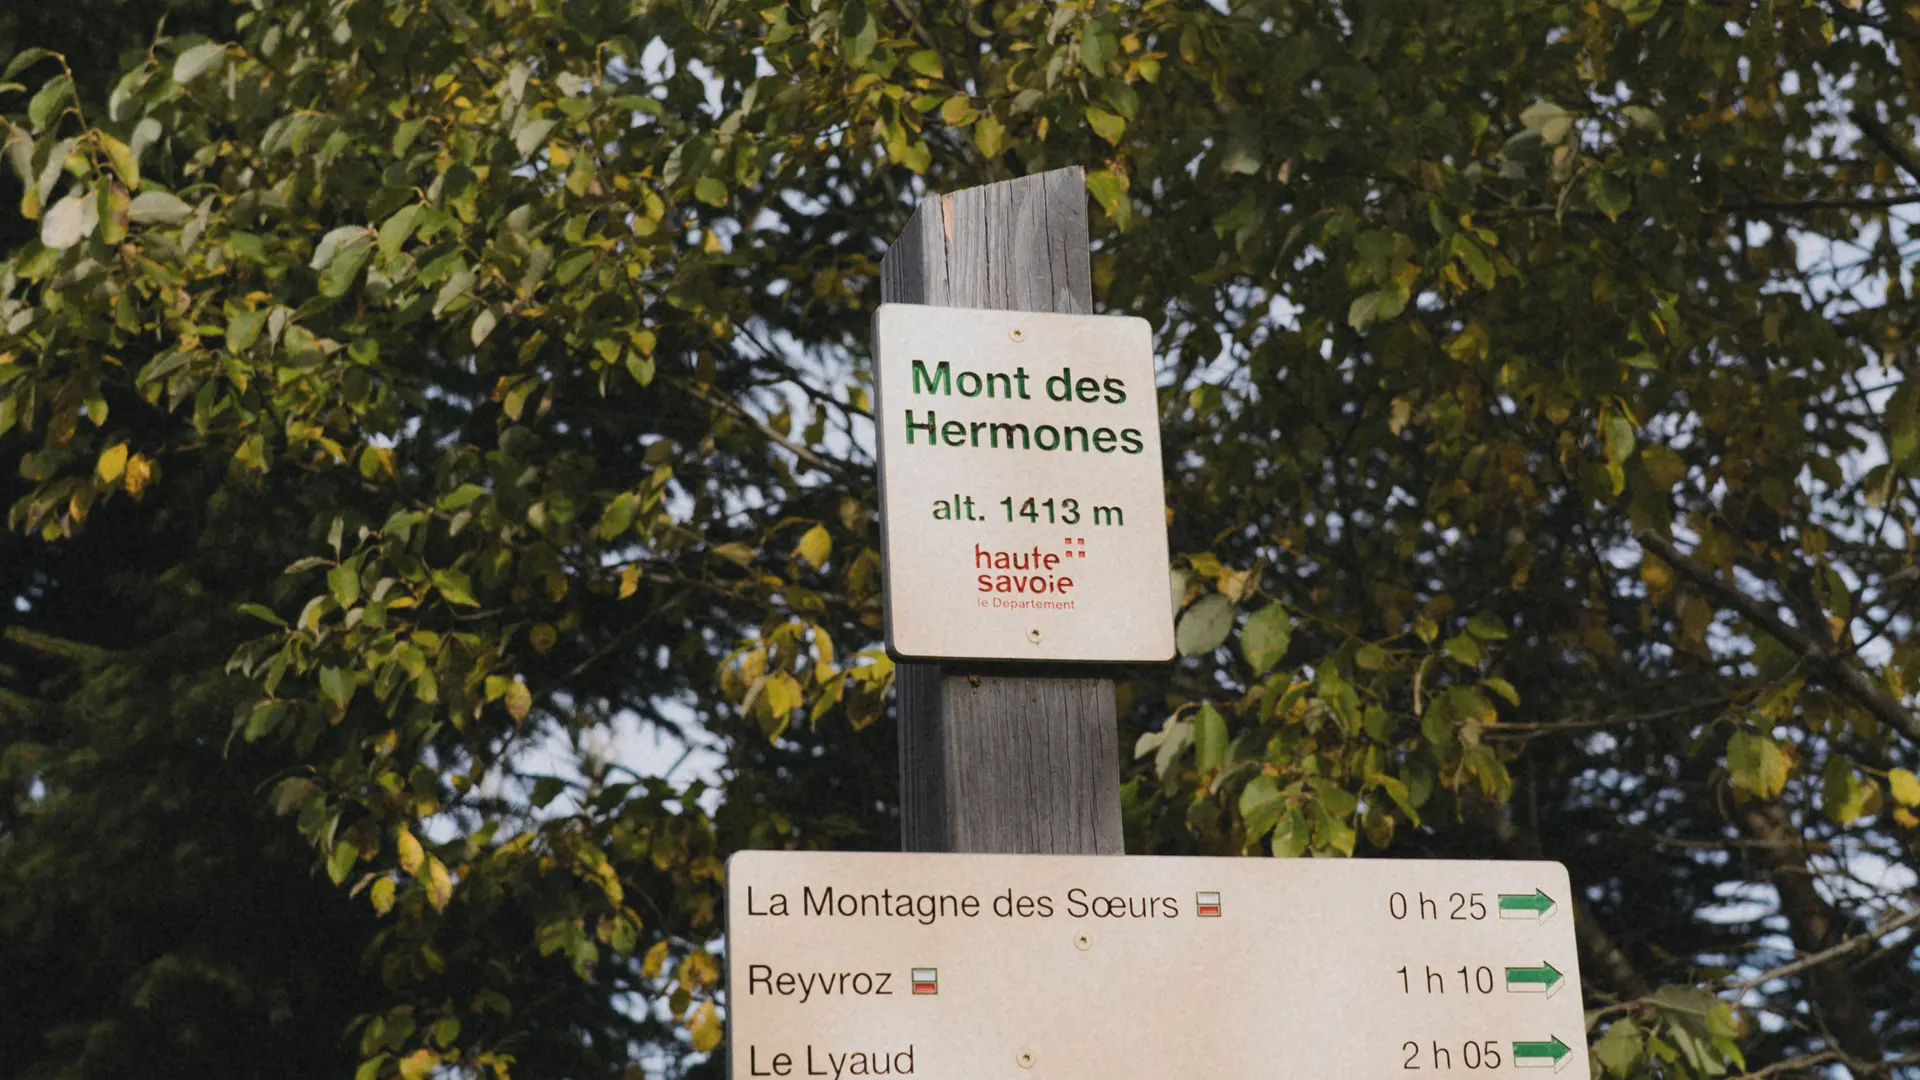 Mont des
Hermones
alt. 1413 m
haute
savoie
le Département
La Montagne des Sœurs 0 h 25
Reyvroz 1 h 10
Le Lyaud 2 h 05